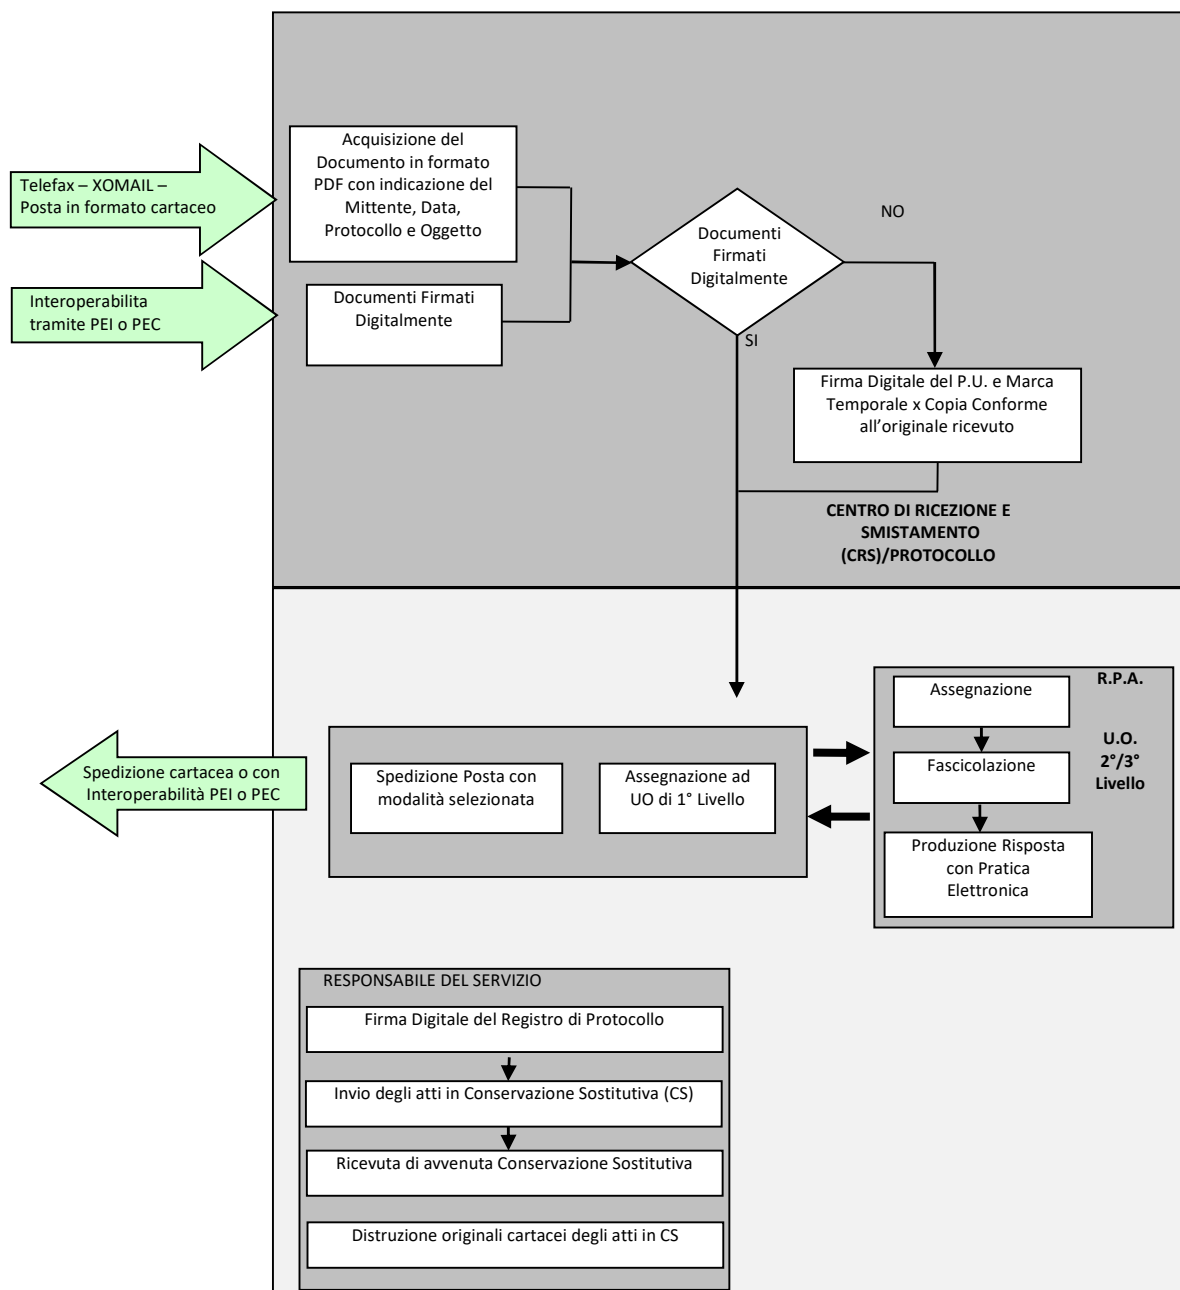 Acquisizione del
Documento in formato
PDF con indicazione del
Mittente, Data,
Protocollo e Oggetto
Telefax – XOMAIL –
Posta in formato cartaceo
NO
Documenti
Firmati
Digitalmente
Interoperabilita
tramite PEI o PEC
Documenti Firmati
Digitalmente
SI
Firma Digitale del P.U. e Marca
Temporale x Copia Conforme
all’originale ricevuto
CENTRO DI RICEZIONE E
SMISTAMENTO
(CRS)/PROTOCOLLO
R.P.A.
Assegnazione
U.O.
2°/3°
Livello
Fascicolazione
Produzione Risposta
con Pratica
Elettronica
Spedizione cartacea o con
Interoperabilità PEI o PEC
Spedizione Posta con
modalità selezionata
Assegnazione ad
UO di 1° Livello
RESPONSABILE DEL SERVIZIO
Firma Digitale del Registro di Protocollo
Invio degli atti in Conservazione Sostitutiva (CS)
Ricevuta di avvenuta Conservazione Sostitutiva
Distruzione originali cartacei degli atti in CS